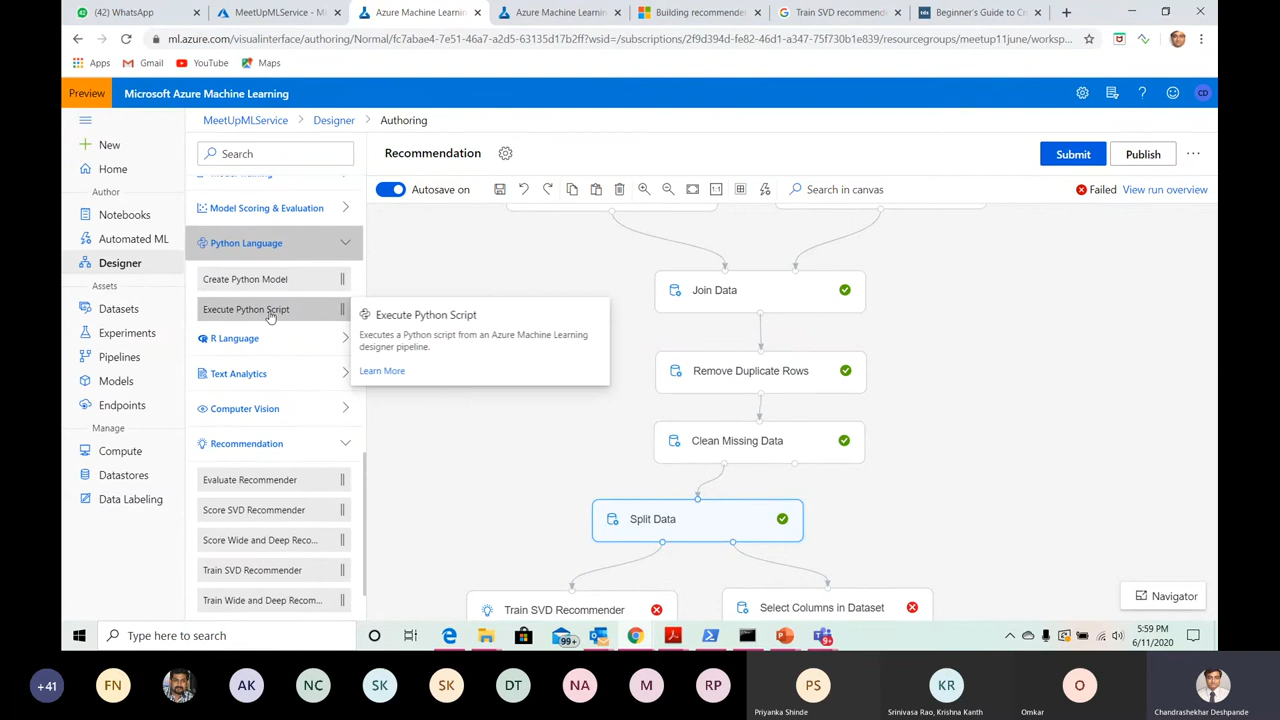 (42) WhatsApp
MeetUpMLService - Mi
Azure Machine Learnin
Azure Machine Learnin
Building recommender
Train SVD recommende
Beginner's Guide to Cr
ml.azure.com/visualinterface/authoring/Normal/fc7abae4-7e51-46a7-a2d5-63135d17b2ff?wsid=/subscriptions/2f9d394d-fe82-46d1-a347-75f730b1e839/resourcegroups/meetup11june/worksp...
Apps
Gmail
YouTube
Maps
Preview
Microsoft Azure Machine Learning
CD
MeetUpMLService > Designer > Authoring
New
Home
Author
Notebooks
Automated ML
Designer
Assets
Datasets
Experiments
Pipelines
Models
Endpoints
Manage
Compute
Datastores
Data Labeling
Search
Model Training
Model Scoring & Evaluation
Python Language
Create Python Model
Execute Python Script
R Language
Text Analytics
Computer Vision
Recommendation
Evaluate Recommender
Score SVD Recommender
Score Wide and Deep Reco...
Train SVD Recommender
Train Wide and Deep Recom...
Execute Python Script
Executes a Python script from an Azure Machine Learning
designer pipeline.
Learn More
Recommendation
Submit
Publish
Autosave on
Search in canvas
Failed View run overview
Join Data
Remove Duplicate Rows
Clean Missing Data
Split Data
Train SVD Recommender
Select Columns in Dataset
Navigator
Type here to search
99+
9+
5:59 PM
6/11/2020
+41
FN
AK
NC
SK
SK
DT
NA
M
RP
PS
KR
O
Priyanka Shinde
Srinivasa Rao, Krishna Kanth
Omkar
Chandrashekhar Deshpande